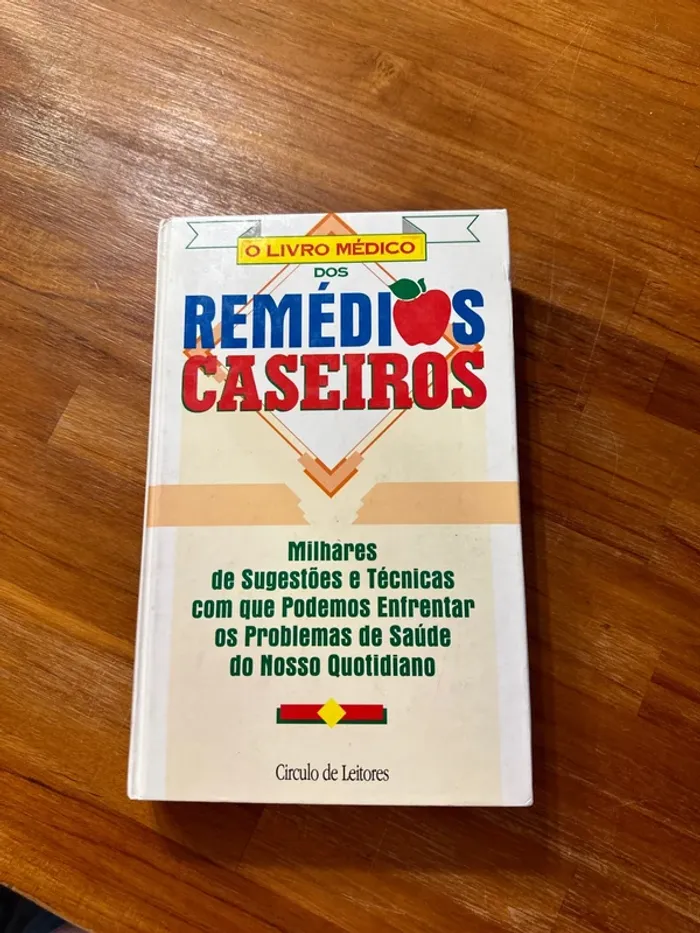 O LIVRO MÉDICO
DOS
REMÉDIOS
CASEIROS
Milhares
de Sugestões e Técnicas
com que Podemos Enfrentar
os Problemas de Saúde
do Nosso Quotidiano
Circulo de Leitores